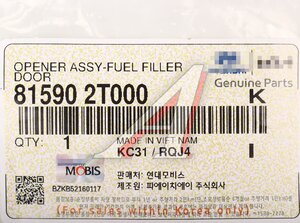 Genuine Parts
OPENER ASSY-FUEL FILLER
DOOR
81590 2T000
K
QTY: 1
MADE IN VIET NAM
KC31 / RQJ4
I
MOBIS
BZKB52160117
판매자: 현대모비스
제조원: 피에이치에이 주식회사
(For sales within Korea only)